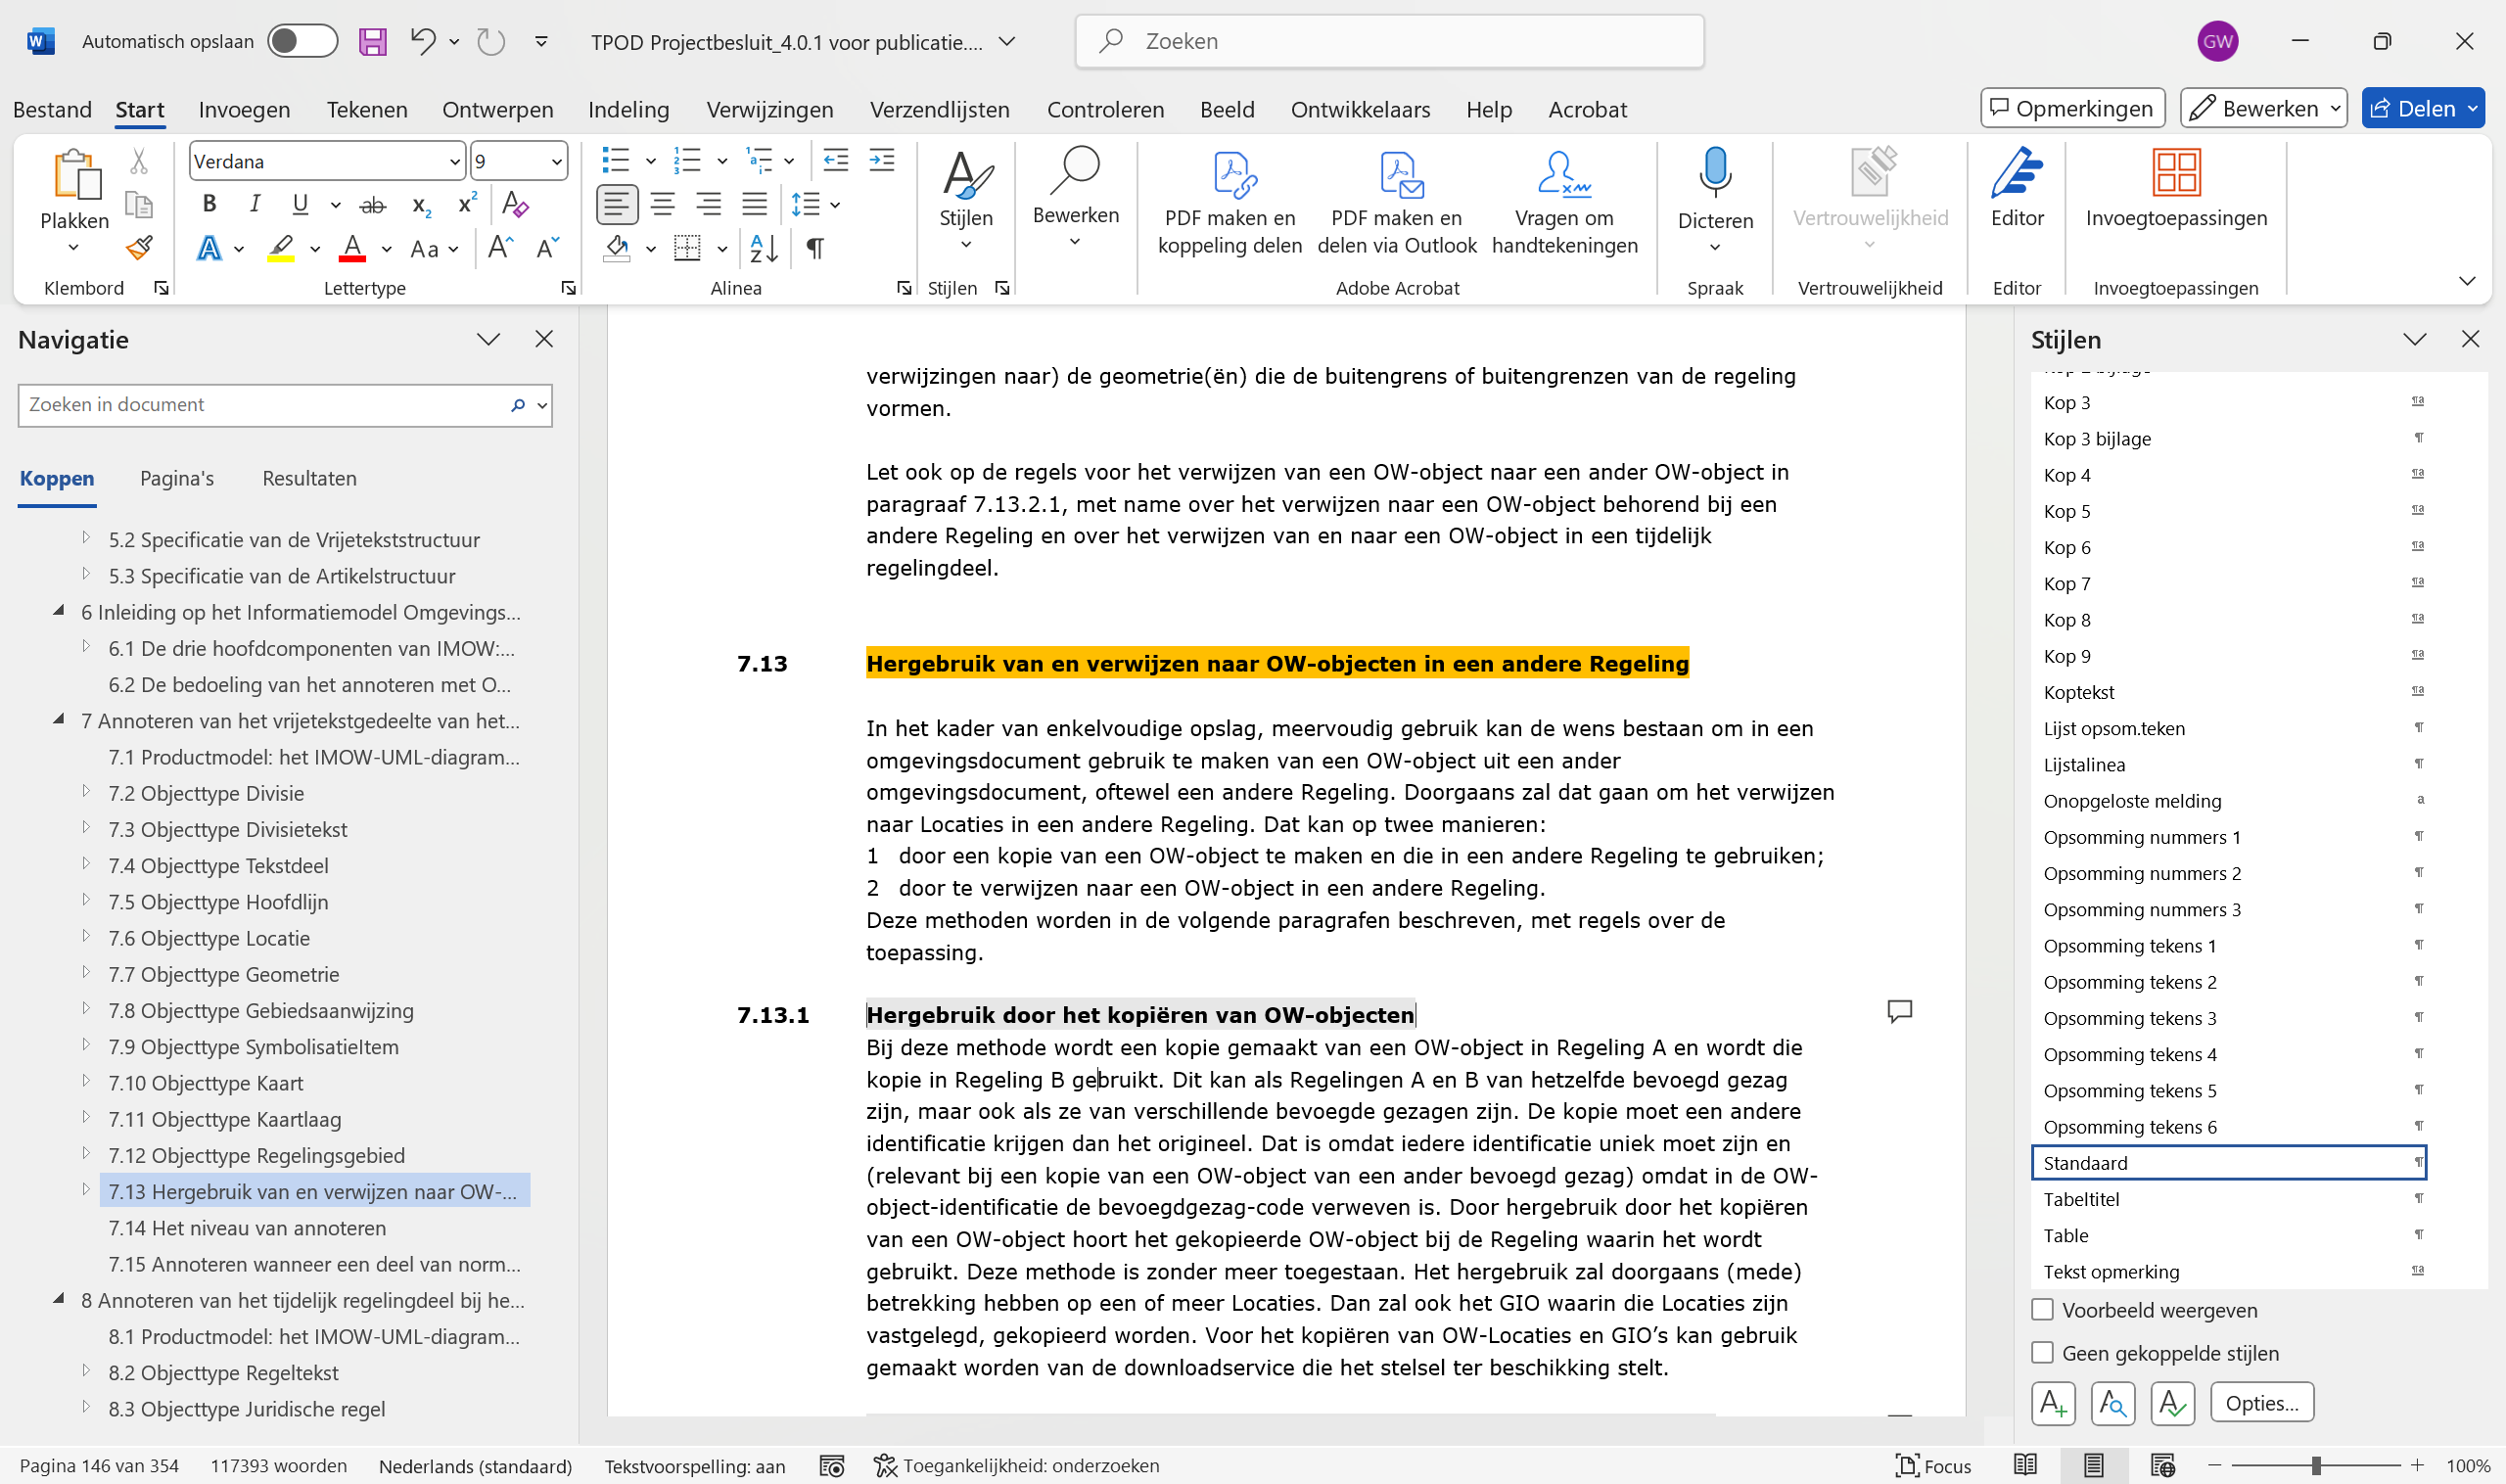 Automatisch opslaan
TPOD Projectbesluit_4.0.1 voor publicatie....
Zoeken
GW
Bestand Start Invoegen Tekenen Ontwerpen Indeling Verwijzingen Verzendlijsten Controleren Beeld Ontwikkelaars Help Acrobat
Opmerkingen Bewerken Delen
Plakken
Klembord
Verdana 9
Lettertype
Alinea
Stijlen
Stijlen
Bewerken
PDF maken en koppeling delen
PDF maken en delen via Outlook
Vragen om handtekeningen
Adobe Acrobat
Dicteren
Spraak
Vertrouwelijkheid
Vertrouwelijkheid
Editor
Editor
Invoegtoepassingen
Invoegtoepassingen
Navigatie
Zoeken in document
Koppen Pagina's Resultaten
5.2 Specificatie van de Vrijetekststructuur
5.3 Specificatie van de Artikelstructuur
6 Inleiding op het Informatiemodel Omgevings...
6.1 De drie hoofdcomponenten van IMOW:...
6.2 De bedoeling van het annoteren met O...
7 Annoteren van het vrijetekstgedeelte van het...
7.1 Productmodel: het IMOW-UML-diagram...
7.2 Objecttype Divisie
7.3 Objecttype Divisietekst
7.4 Objecttype Tekstdeel
7.5 Objecttype Hoofdlijn
7.6 Objecttype Locatie
7.7 Objecttype Geometrie
7.8 Objecttype Gebiedsaanwijzing
7.9 Objecttype SymbolisatieItem
7.10 Objecttype Kaart
7.11 Objecttype Kaartlaag
7.12 Objecttype Regelingsgebied
7.13 Hergebruik van en verwijzen naar OW-...
7.14 Het niveau van annoteren
7.15 Annoteren wanneer een deel van norm...
8 Annoteren van het tijdelijk regelingdeel bij he...
8.1 Productmodel: het IMOW-UML-diagram...
8.2 Objecttype Regeltekst
8.3 Objecttype Juridische regel
verwijzingen naar) de geometrie(ën) die de buitengrens of buitengrenzen van de regeling
vormen.
Let ook op de regels voor het verwijzen van een OW-object naar een ander OW-object in
paragraaf 7.13.2.1, met name over het verwijzen naar een OW-object behorend bij een
andere Regeling en over het verwijzen van en naar een OW-object in een tijdelijk
regelingdeel.
7.13 Hergebruik van en verwijzen naar OW-objecten in een andere Regeling
In het kader van enkelvoudige opslag, meervoudig gebruik kan de wens bestaan om in een
omgevingsdocument gebruik te maken van een OW-object uit een ander
omgevingsdocument, oftewel een andere Regeling. Doorgaans zal dat gaan om het verwijzen
naar Locaties in een andere Regeling. Dat kan op twee manieren:
1 door een kopie van een OW-object te maken en die in een andere Regeling te gebruiken;
2 door te verwijzen naar een OW-object in een andere Regeling.
Deze methoden worden in de volgende paragrafen beschreven, met regels over de
toepassing.
7.13.1 Hergebruik door het kopiëren van OW-objecten
Bij deze methode wordt een kopie gemaakt van een OW-object in Regeling A en wordt die
kopie in Regeling B gebruikt. Dit kan als Regelingen A en B van hetzelfde bevoegd gezag
zijn, maar ook als ze van verschillende bevoegde gezagen zijn. De kopie moet een andere
identificatie krijgen dan het origineel. Dat is omdat iedere identificatie uniek moet zijn en
(relevant bij een kopie van een OW-object van een ander bevoegd gezag) omdat in de OW-
object-identificatie de bevoegdgezag-code verweven is. Door hergebruik door het kopiëren
van een OW-object hoort het gekopieerde OW-object bij de Regeling waarin het wordt
gebruikt. Deze methode is zonder meer toegestaan. Het hergebruik zal doorgaans (mede)
betrekking hebben op een of meer Locaties. Dan zal ook het GIO waarin die Locaties zijn
vastgelegd, gekopieerd worden. Voor het kopiëren van OW-Locaties en GIO’s kan gebruik
gemaakt worden van de downloadservice die het stelsel ter beschikking stelt.
Stijlen
Kop 3
Kop 3 bijlage
Kop 4
Kop 5
Kop 6
Kop 7
Kop 8
Kop 9
Koptekst
Lijst opsom.teken
Lijstalinea
Onopgeloste melding
Opsomming nummers 1
Opsomming nummers 2
Opsomming nummers 3
Opsomming tekens 1
Opsomming tekens 2
Opsomming tekens 3
Opsomming tekens 4
Opsomming tekens 5
Opsomming tekens 6
Standaard
Tabeltitel
Table
Tekst opmerking
Voorbeeld weergeven
Geen gekoppelde stijlen
Opties...
Pagina 146 van 354 117393 woorden Nederlands (standaard) Tekstvoorspelling: aan Toegankelijkheid: onderzoeken Focus 100%